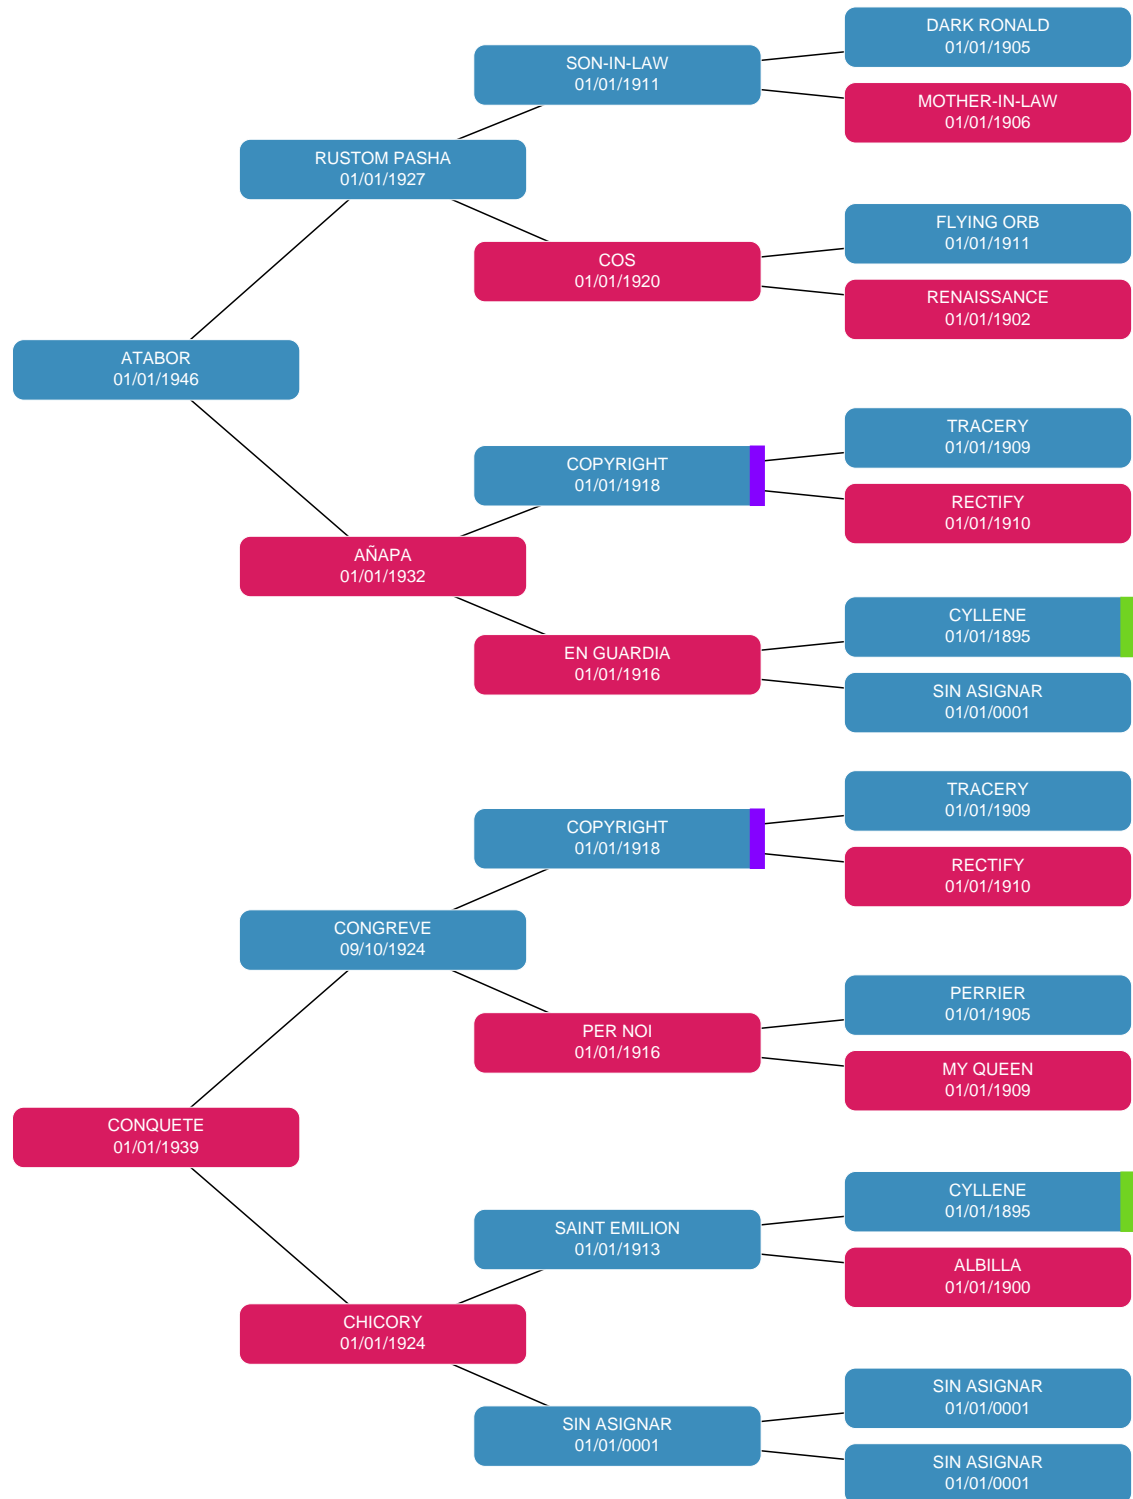 DARK RONALD
01/01/1905
SON-IN-LAW
01/01/1911
MOTHER-IN-LAW
01/01/1906
RUSTOM PASHA
01/01/1927
FLYING ORB
01/01/1911
COS
01/01/1920
RENAISSANCE
01/01/1902
ATABOR
01/01/1946
TRACERY
01/01/1909
COPYRIGHT
01/01/1918
RECTIFY
01/01/1910
AÑAPA
01/01/1932
CYLLENE
01/01/1895
EN GUARDIA
01/01/1916
SIN ASIGNAR
01/01/0001
TRACERY
01/01/1909
COPYRIGHT
01/01/1918
RECTIFY
01/01/1910
CONGREVE
09/10/1924
PERRIER
01/01/1905
PER NOI
01/01/1916
MY QUEEN
01/01/1909
CONQUETE
01/01/1939
CYLLENE
01/01/1895
SAINT EMILION
01/01/1913
ALBILLA
01/01/1900
CHICORY
01/01/1924
SIN ASIGNAR
01/01/0001
SIN ASIGNAR
01/01/0001
SIN ASIGNAR
01/01/0001